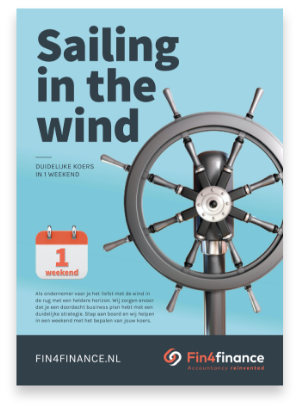 Sailing
in the
wind
DUIDELIJKE KOERS
IN 1 WEEKEND
1
weekend
Als ondernemer vaar je het liefst met de wind in
de rug met een heldere horizon. Wij zorgen ervoor
dat je een doordacht business plan hebt met een
duidelijke strategie. Stap aan boord en wij helpen
in een weekend met het bepalen van jouw koers.
FIN4FINANCE.NL
Fin4finance
Accountancy reinvented